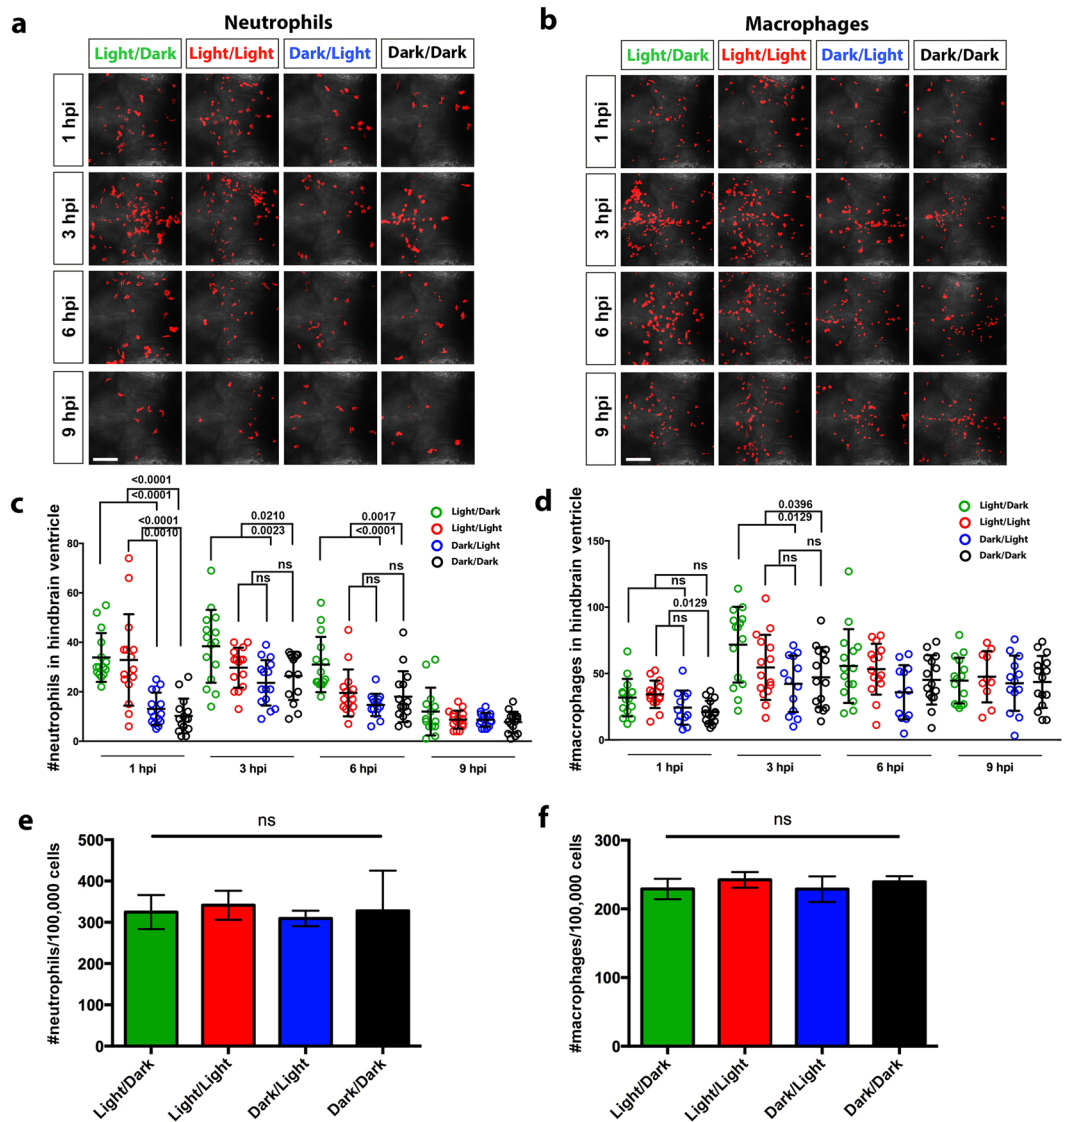 a
Neutrophils
Light/Dark Light/Light Dark/Light Dark/Dark
1 hpi
3 hpi
6 hpi
9 hpi
b
Macrophages
Light/Dark Light/Light Dark/Light Dark/Dark
1 hpi
3 hpi
6 hpi
9 hpi
c
#neutrophils in hindbrain ventricle
80
60
40
20
0
<0.0001
<0.0001
<0.0001
0.0010
0.0210
0.0023
ns
ns
0.0017
<0.0001
ns
ns
Light/Dark
Light/Light
Dark/Light
Dark/Dark
1 hpi 3 hpi 6 hpi 9 hpi
d
#macrophages in hindbrain ventricle
150
100
50
0
ns
ns
0.0129
ns
0.0396
0.0129
ns
ns
Light/Dark
Light/Light
Dark/Light
Dark/Dark
1 hpi 3 hpi 6 hpi 9 hpi
e
#neutrophils/100,000 cells
500
400
300
200
100
0
ns
Light/Dark Light/Light Dark/Light Dark/Dark
f
#macrophages/100,000 cells
300
200
100
0
ns
Light/Dark Light/Light Dark/Light Dark/Dark